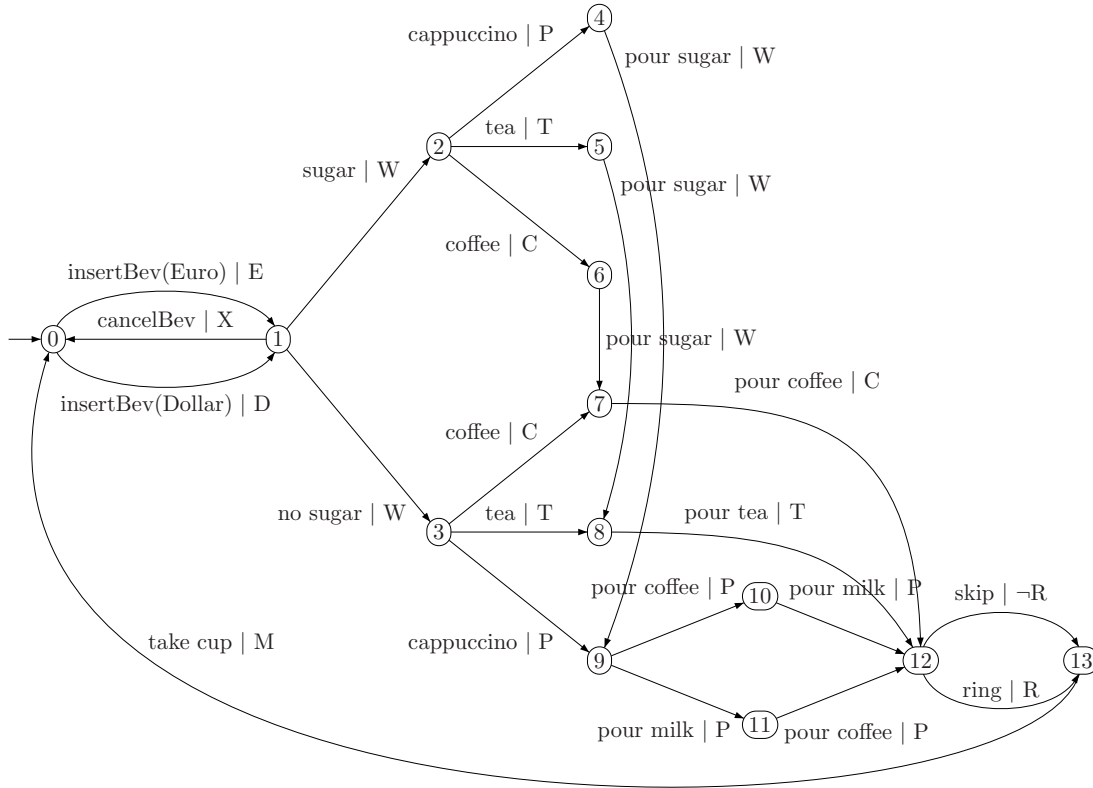 4
cappuccino | P
pour sugar | W
tea | T
2
5
sugar | W
pour sugar | W
coffee | C
insertBev(Euro) | E
6
cancelBev | X
0
1
pour sugar | W
pour coffee | C
insertBev(Dollar) | D
7
coffee | C
no sugar | W
tea | T
pour tea | T
3
8
pour coffee | P
10
pour milk | P
skip | ¬R
take cup | M
cappuccino | P
9
12
13
ring | R
pour milk | P
11
pour coffee | P